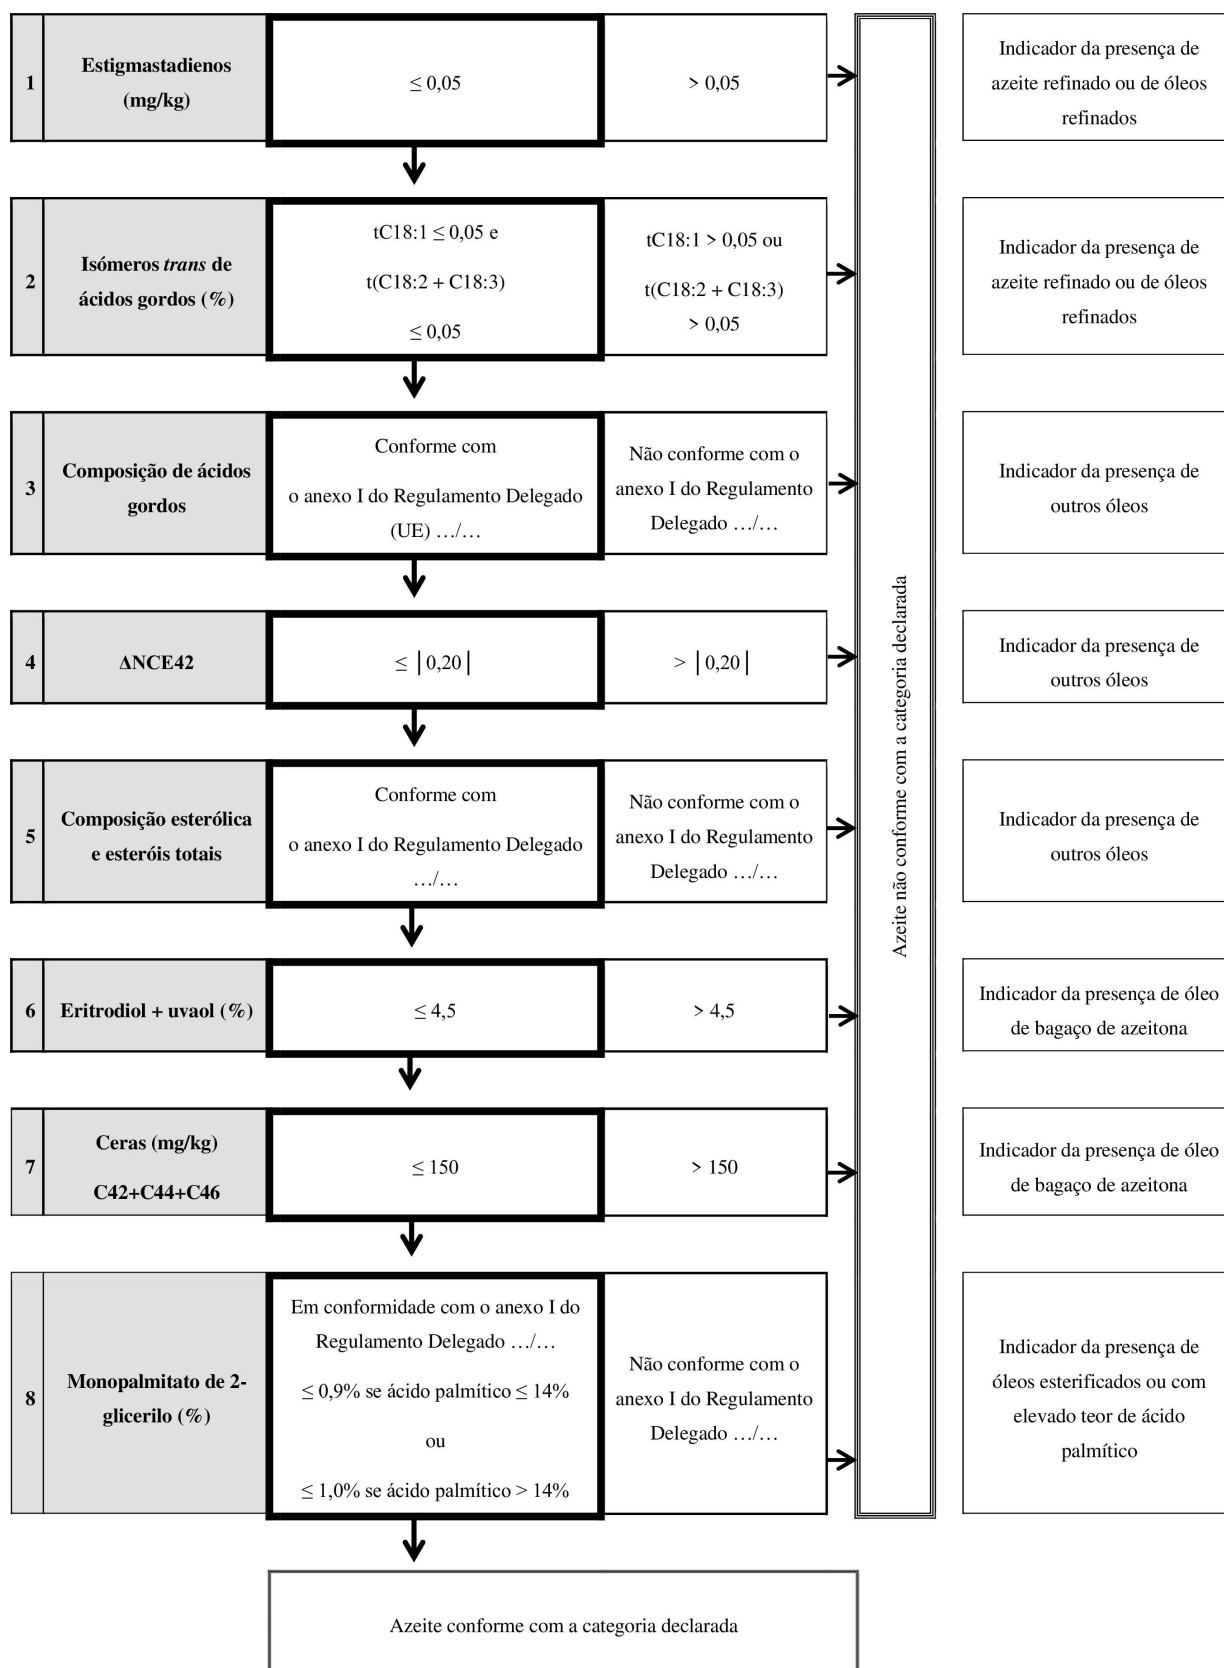 1
Estigmastadienos
(mg/kg)
≤ 0,05
> 0,05
Indicador da presença de
azeite refinado ou de óleos
refinados
2
Isómeros trans de
ácidos gordos (%)
tC18:1 ≤ 0,05 e
t(C18:2 + C18:3)
≤ 0,05
tC18:1 > 0,05 ou
t(C18:2 + C18:3)
> 0,05
Indicador da presença de
azeite refinado ou de óleos
refinados
3
Composição de ácidos
gordos
Conforme com
o anexo I do Regulamento Delegado
(UE) …/…
Não conforme com o
anexo I do Regulamento
Delegado …/…
Indicador da presença de
outros óleos
4
ΔNCE42
≤ |0,20|
> |0,20|
Indicador da presença de
outros óleos
5
Composição esterólica
e esteróis totais
Conforme com
o anexo I do Regulamento Delegado
…/…
Não conforme com o
anexo I do Regulamento
Delegado …/…
Indicador da presença de
outros óleos
6
Eritrodiol + uvaol (%)
≤ 4,5
> 4,5
Indicador da presença de óleo
de bagaço de azeitona
7
Ceras (mg/kg)
C42+C44+C46
≤ 150
> 150
Indicador da presença de óleo
de bagaço de azeitona
8
Monopalmitato de 2-
glicerilo (%)
Em conformidade com o anexo I do
Regulamento Delegado …/…
≤ 0,9% se ácido palmítico ≤ 14%
ou
≤ 1,0% se ácido palmítico > 14%
Não conforme com o
anexo I do Regulamento
Delegado …/…
Indicador da presença de
óleos esterificados ou com
elevado teor de ácido
palmítico
Azeite não conforme com a categoria declarada
Azeite conforme com a categoria declarada